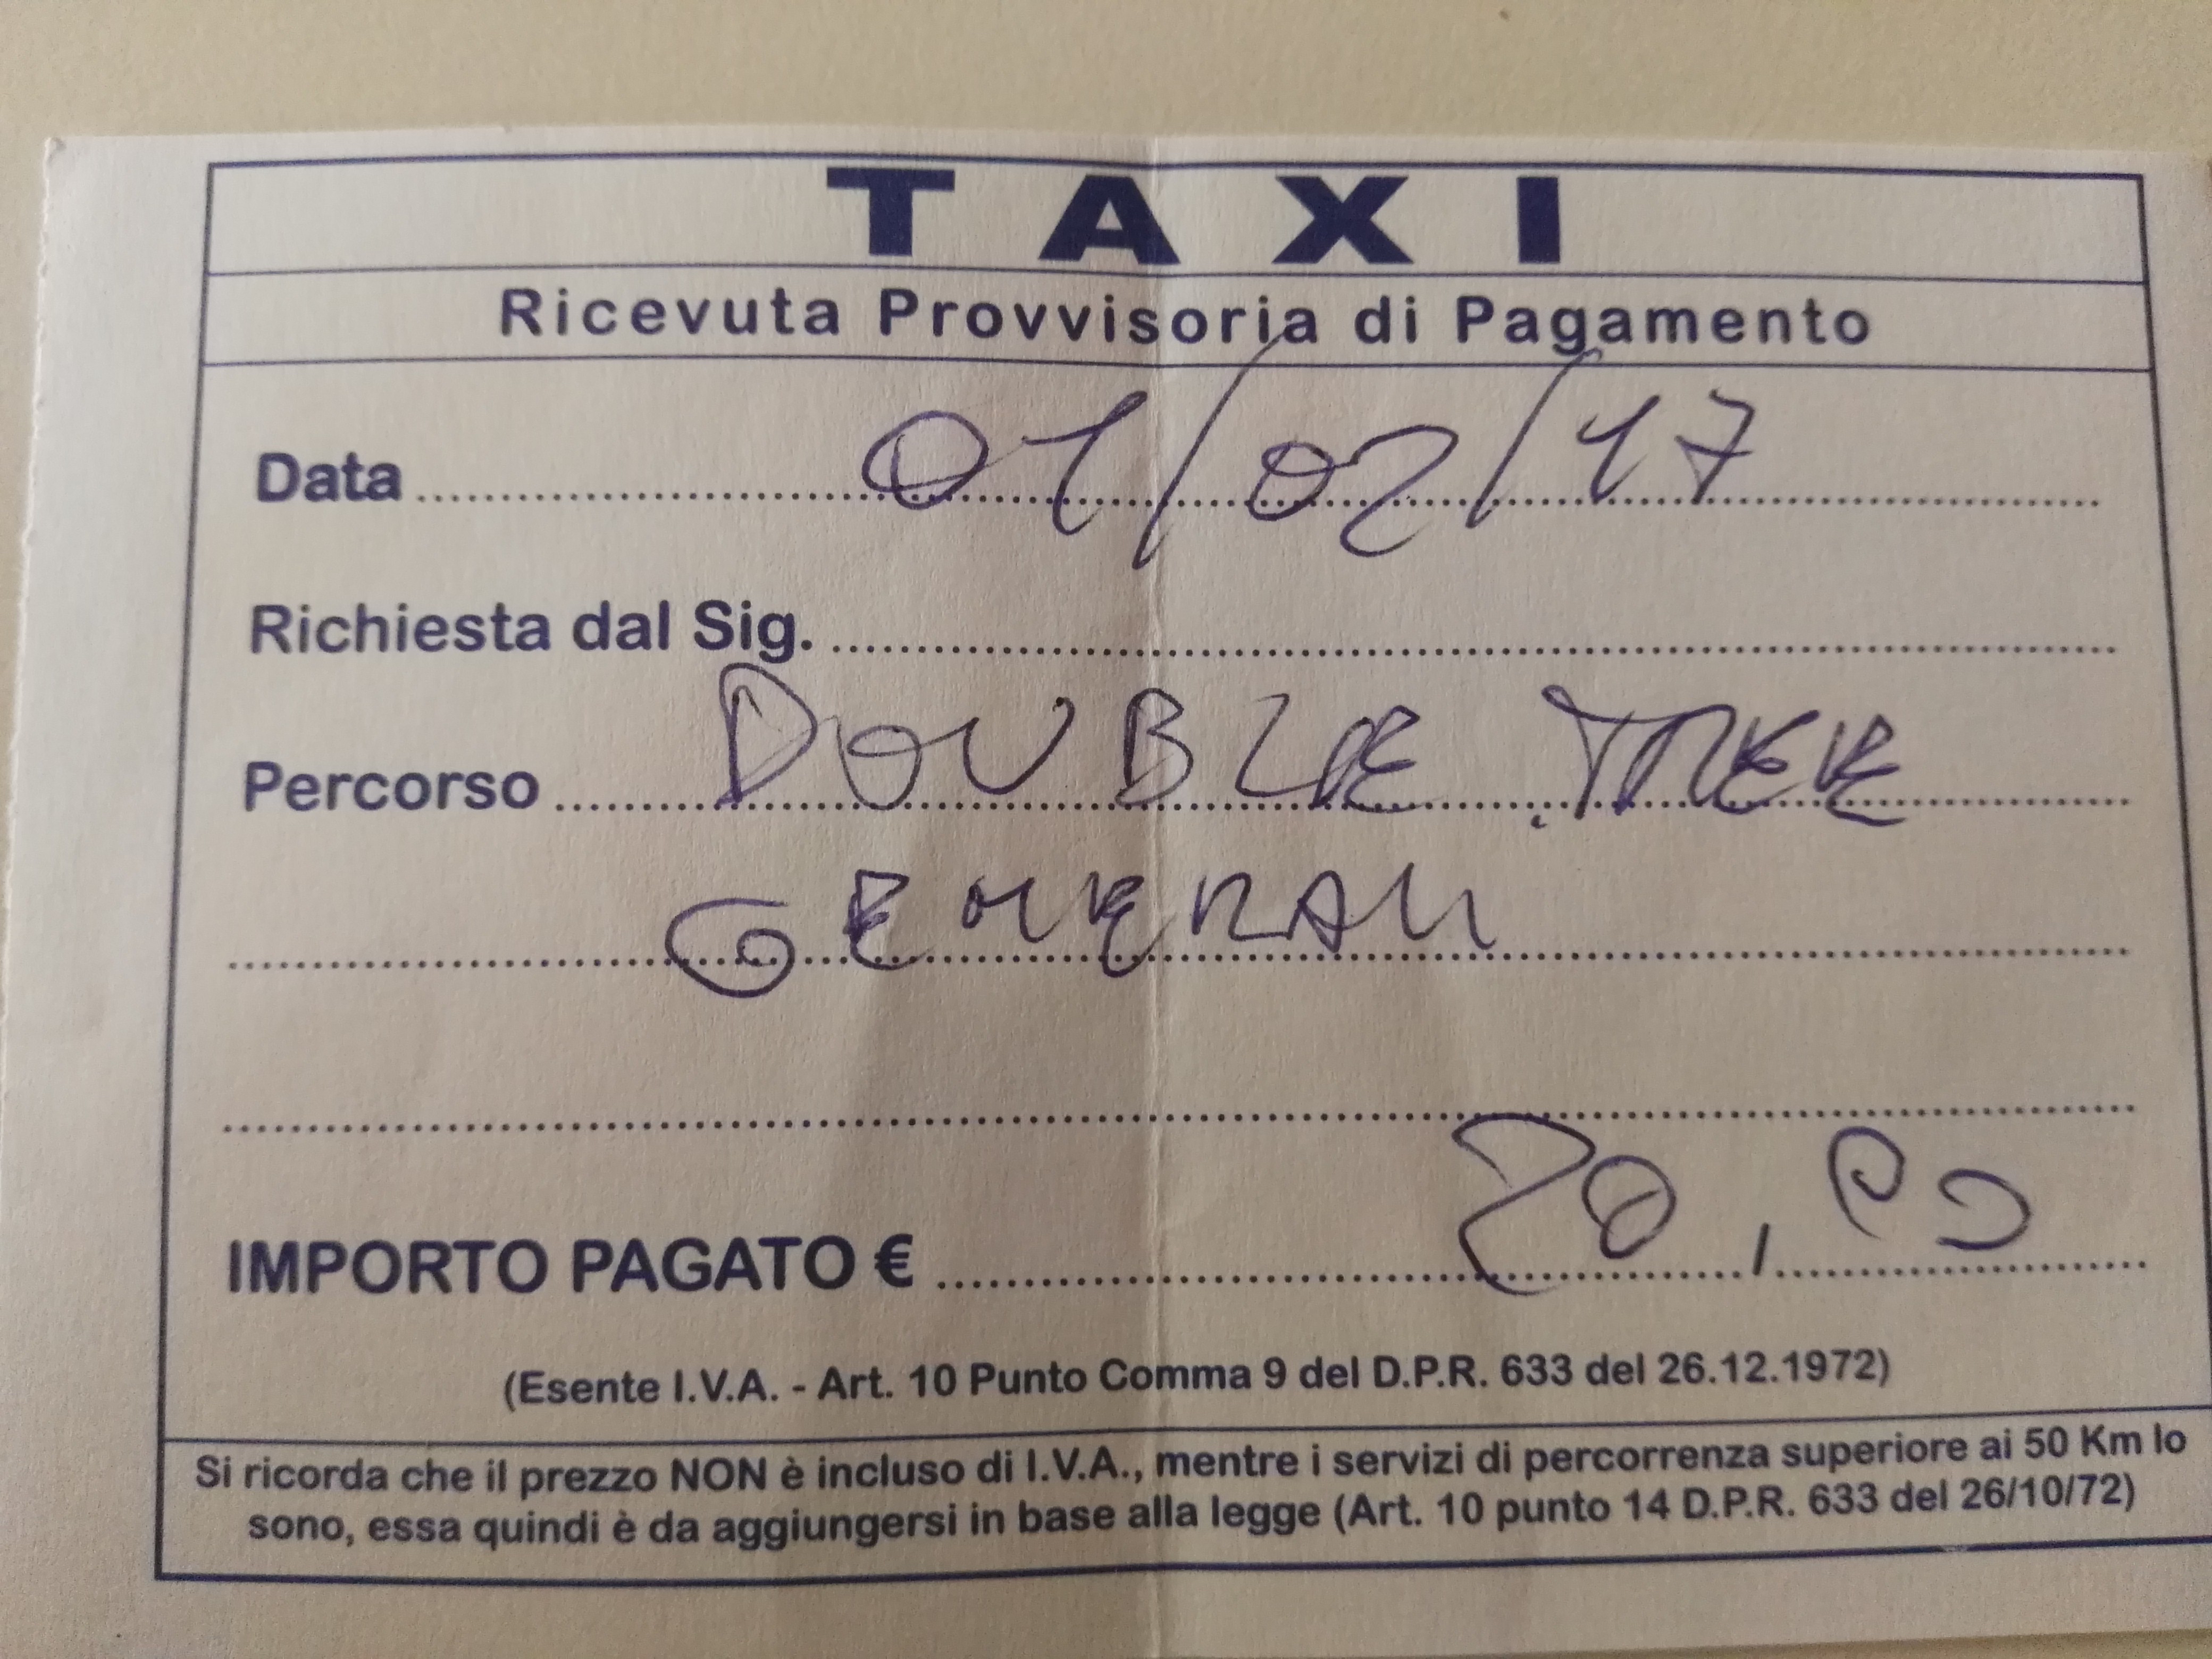 TAXI
Ricevuta Provvisoria di Pagamento
Data 01/02/17
Richiesta dal Sig.
Percorso DOUBLE TREE
GENERALI
IMPORTO PAGATO € 20,00
(Esente I.V.A. - Art. 10 Punto Comma 9 del D.P.R. 633 del 26.12.1972)
Si ricorda che il prezzo NON è incluso di I.V.A., mentre i servizi di percorrenza superiore ai 50 Km lo
sono, essa quindi è da aggiungersi in base alla legge (Art. 10 punto 14 D.P.R. 633 del 26/10/72)